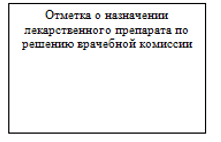 Отметка о назначении
лекарственного препарата по
решению врачебной комиссии